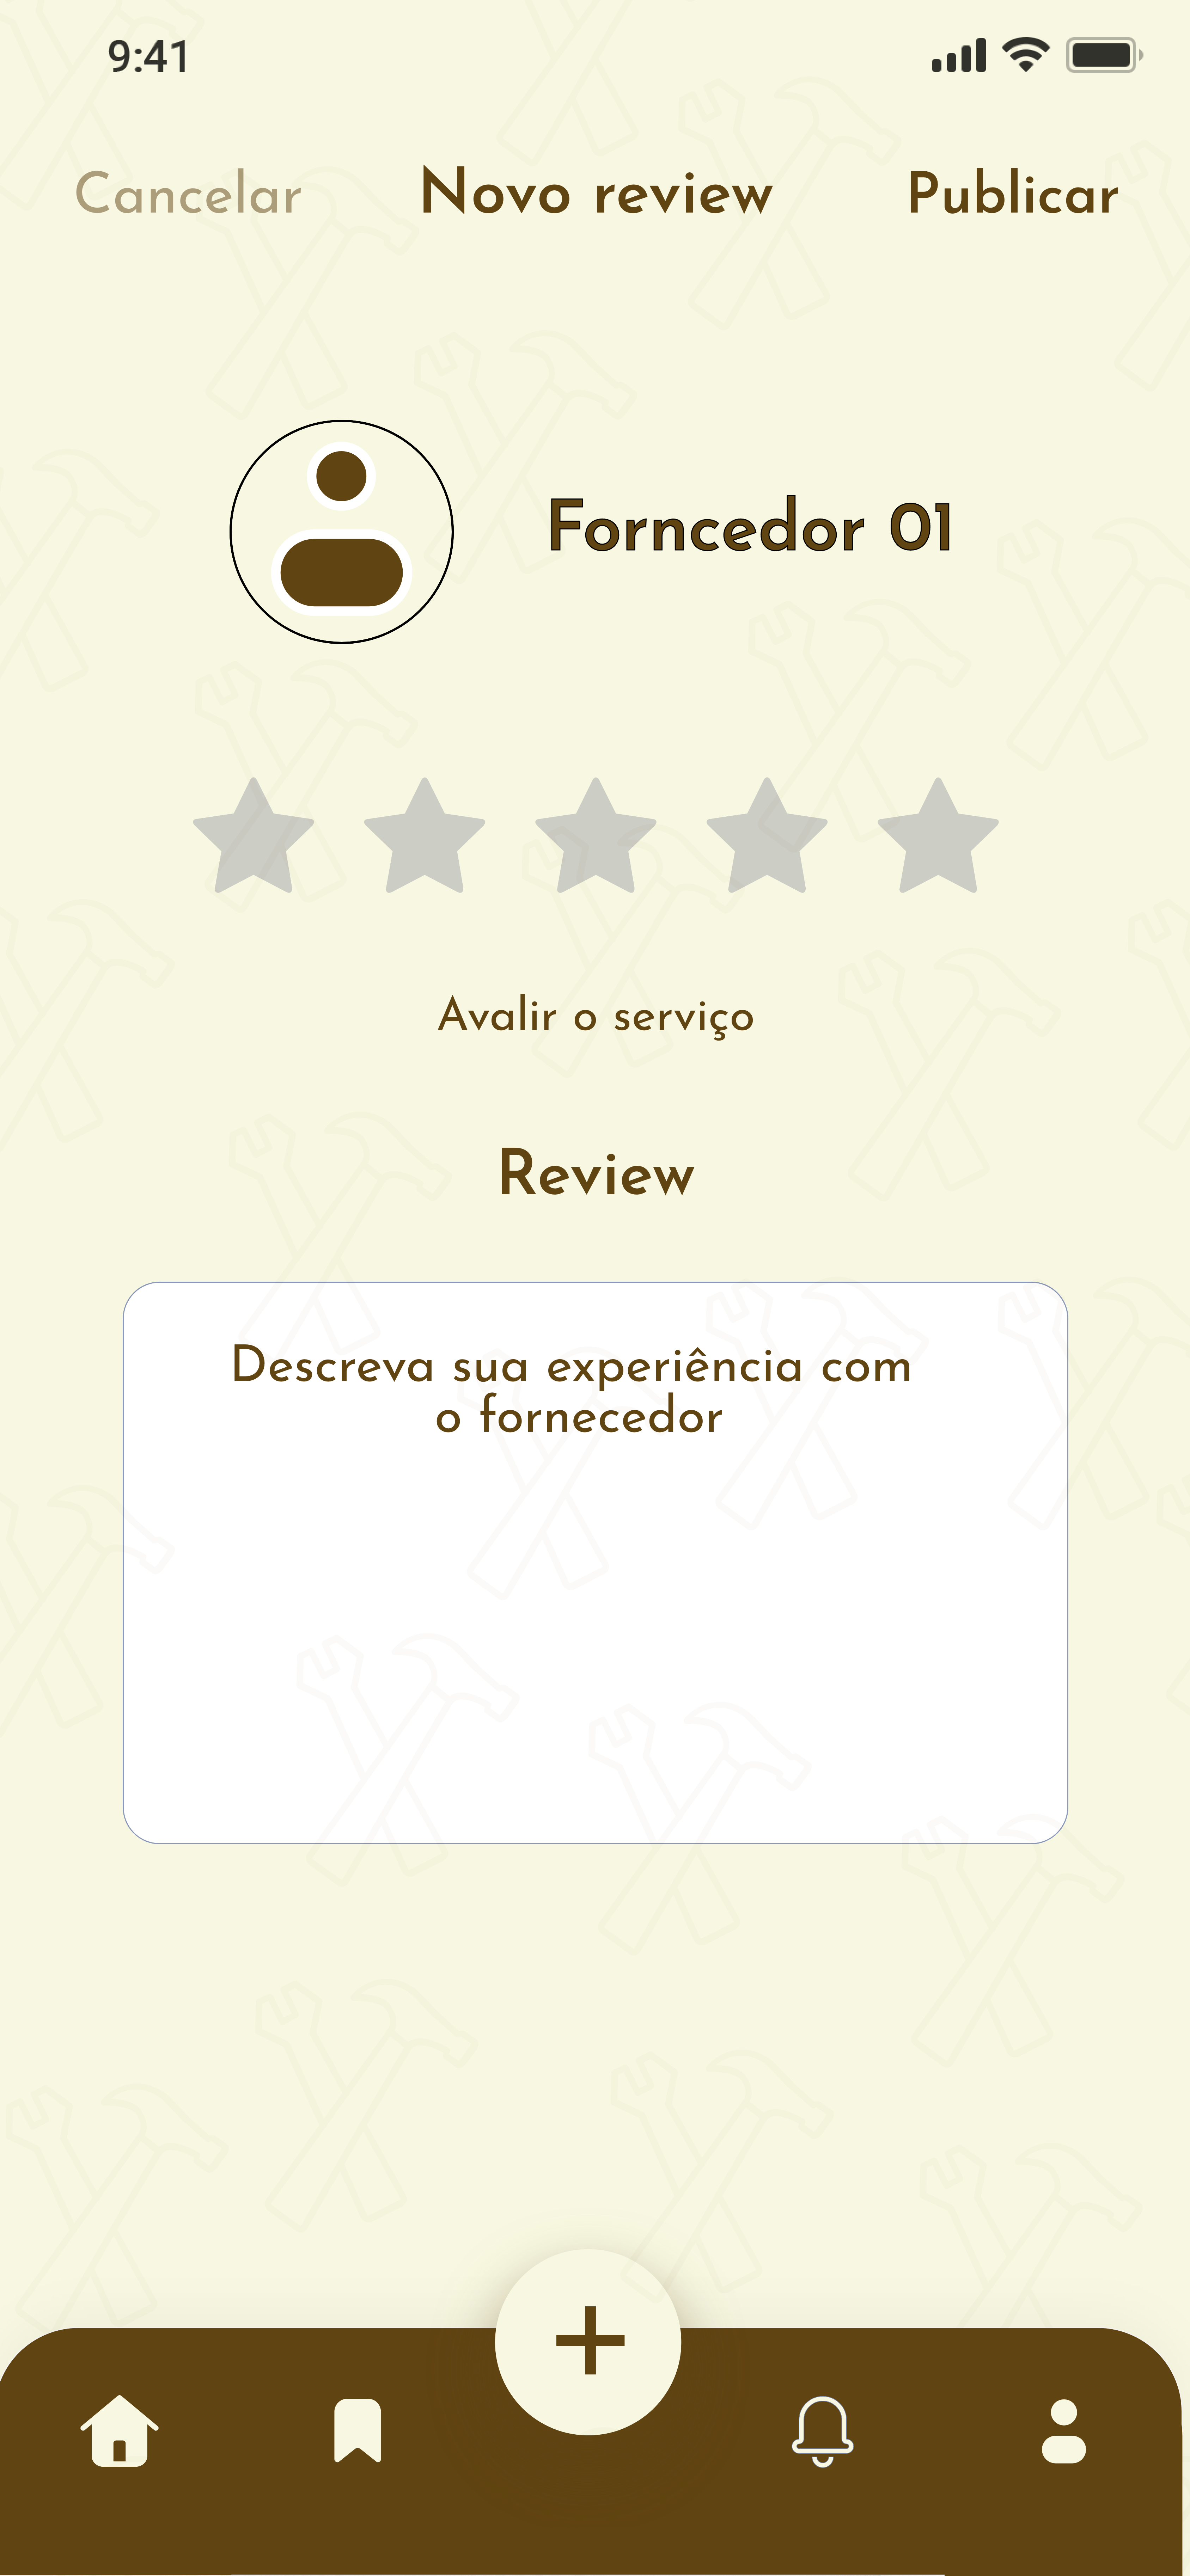 9:41
Cancelar Novo review Publicar
Forncedor 01
Avalir o serviço
Review
Descreva sua experiência com
o fornecedor